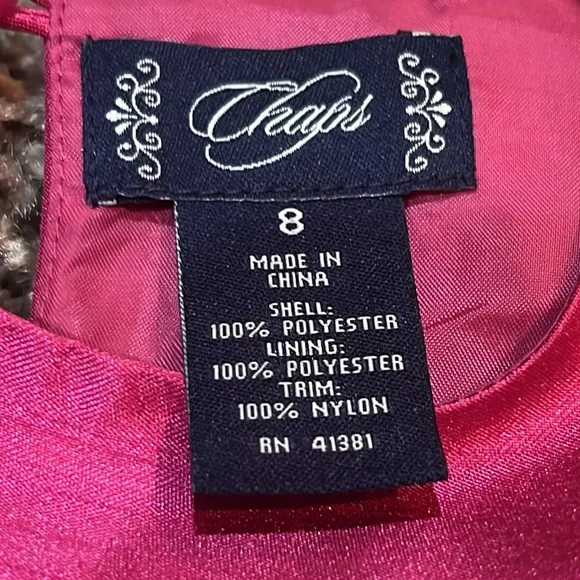 Chaps
8
MADE IN
CHINA
SHELL:
100% POLYESTER
LINING:
100% POLYESTER
TRIM:
100% NYLON
RN 41381